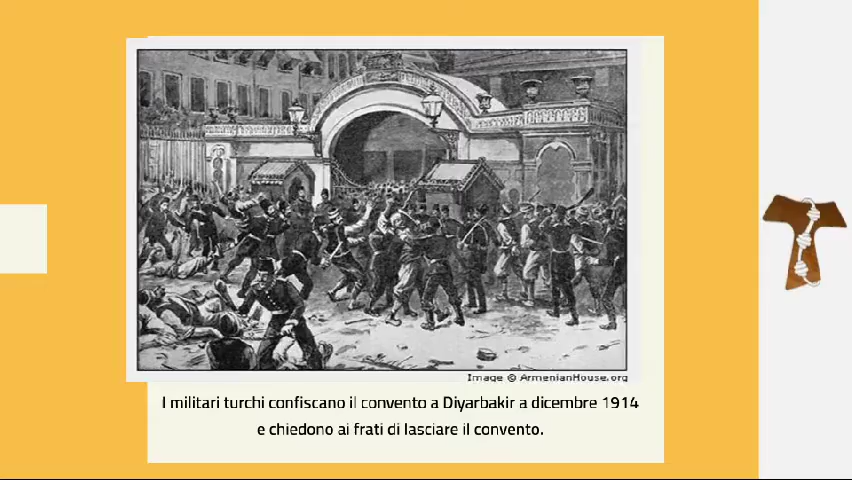 Image © ArmenianHouse.org
I militari turchi confiscano il convento a Diyarbakir a dicembre 1914
e chiedono ai frati di lasciare il convento.